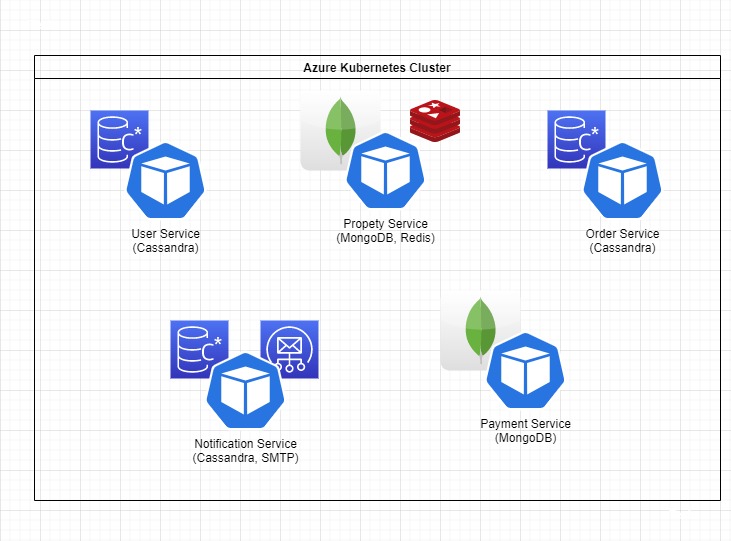 Azure Kubernetes Cluster
C*
C*
User Service
(Cassandra)
Propety Service
(MongoDB, Redis)
Order Service
(Cassandra)
C*
Notification Service
(Cassandra, SMTP)
Payment Service
(MongoDB)